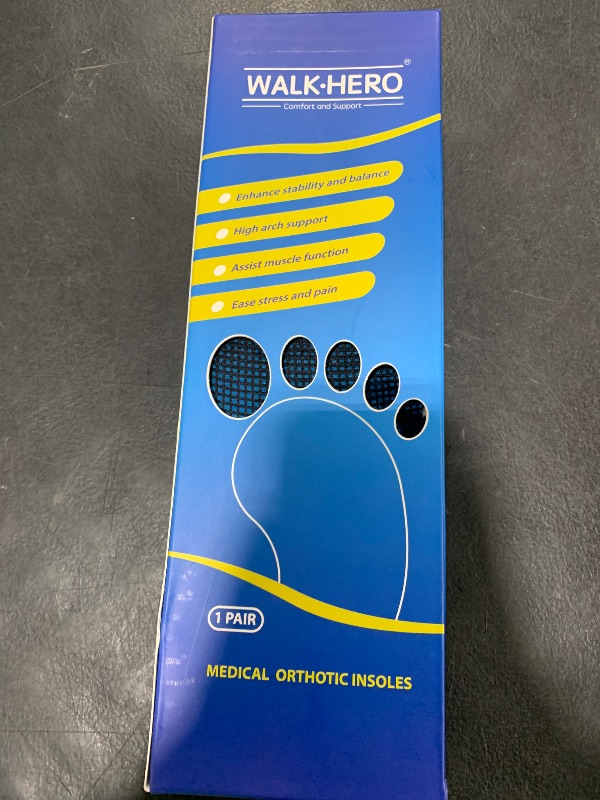 WALK·HERO®
Comfort and Support
Enhance stability and balance
High arch support
Assist muscle function
Ease stress and pain
1 PAIR
MEDICAL ORTHOTIC INSOLES